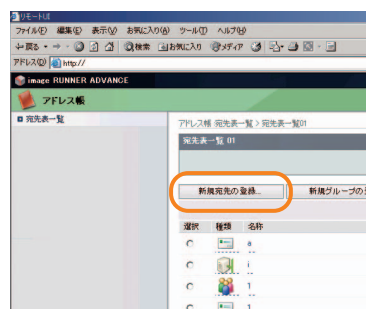 リモートUI
ファイル(F) 編集(E) 表示(V) お気に入り(A) ツール(T) ヘルプ(H)
戻る 検索 お気に入り メディア
アドレス(D) http://
image RUNNER ADVANCE
アドレス帳
宛先表一覧
アドレス帳:宛先表一覧 > 宛先表一覧01
宛先表一覧 01
新規宛先の登録... 新規グループの
選択 種類 名称
a
i
1
1